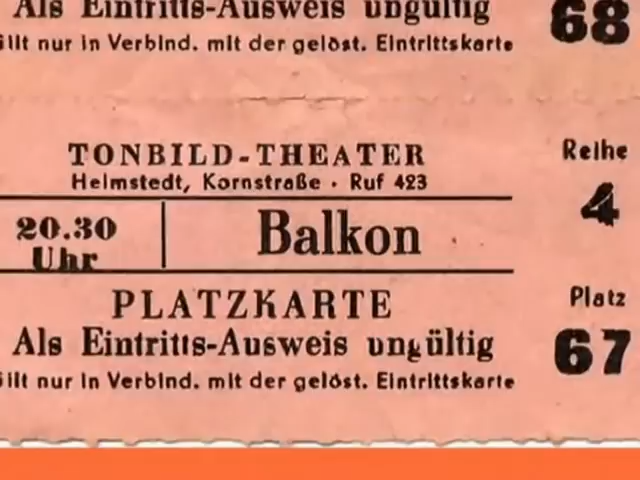 Als Eintritts-Ausweis ungültig
68
nur in Verbind. mit der gelöst. Eintrittskarte
TONBILD-THEATER
Helmstedt, Kornstraße · Ruf 423
Reihe
4
20.30
Uhr
Balkon
PLATZKARTE
Platz
67
Als Eintritts-Ausweis ungültig
nur in Verbind. mit der gelöst. Eintrittskarte